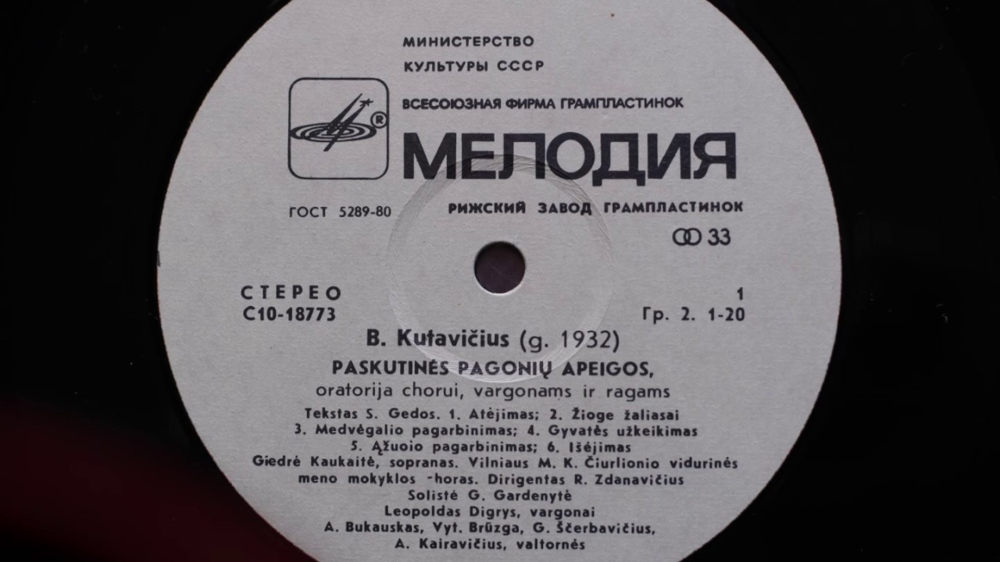 МИНИСТЕРСТВО
КУЛЬТУРЫ СССР
ВСЕСОЮЗНАЯ ФИРМА ГРАМПЛАСТИНОК
®
МЕЛОДИЯ
ГОСТ 5289-80
РИЖСКИЙ ЗАВОД ГРАМПЛАСТИНОК
33
СТЕРЕО
1
С10-18773
Гр. 2. 1-20
B. Kutavičius (g. 1932)
PASKUTINĖS PAGONIŲ APEIGOS,
oratorija chorui, vargonams ir ragams
Tekstas S. Gedos. 1. Atėjimas; 2. Žioge žaliasai
3. Medvėgalio pagarbinimas; 4. Gyvatės užkeikimas
5. Ąžuoio pagarbinimas; 6. Išėjimas
Giedrė Kaukaitė, sopranas. Vilniaus M. K. Čiurlionio vidurinės
meno mokyklos -horas. Dirigentas R. Zdanavičius
Solistė G. Gardenytė
Leopoldas Digrys, vargonai
A. Bukauskas, Vyt. Brūzga, G. Ščerbavičius,
A. Kairavičius, valtornės